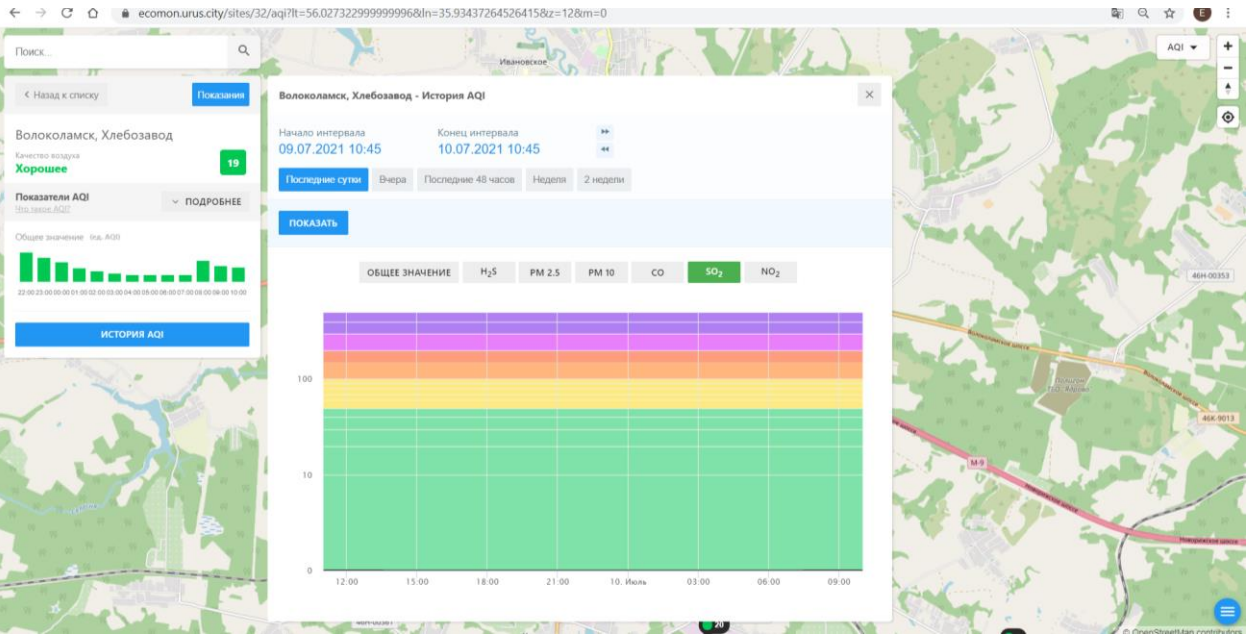 ecomon.urus.city/sites/32/aqi?lt=56.027322999999996&ln=35.93437264526415&z=12&m=0
E
Поиск...
Ивановское
AQI
Назад к списку
Показания
Волоколамск, Хлебозавод
Качество воздуха
Хорошее
19
Показатели AQI
Что такое AQI?
ПОДРОБНЕЕ
Общее значение (ед. AQI)
22:00 23:00 00:00 01:00 02:00 03:00 04:00 05:00 06:00 07:00 08:00 09:00 10:00
ИСТОРИЯ AQI
Волоколамск, Хлебозавод - История AQI
Начало интервала
Конец интервала
09.07.2021 10:45
10.07.2021 10:45
Последние сутки
Вчера
Последние 48 часов
Неделя
2 недели
ПОКАЗАТЬ
ОБЩЕЕ ЗНАЧЕНИЕ
H₂S
PM 2.5
PM 10
CO
SO₂
NO₂
100
10
0
12:00 15:00 18:00 21:00 10. Июль 03:00 06:00 09:00
46Н-00353
Волоколамское шоссе
46К-9013
М-9
Новорижское шоссе
20
© OpenStreetMap contributors